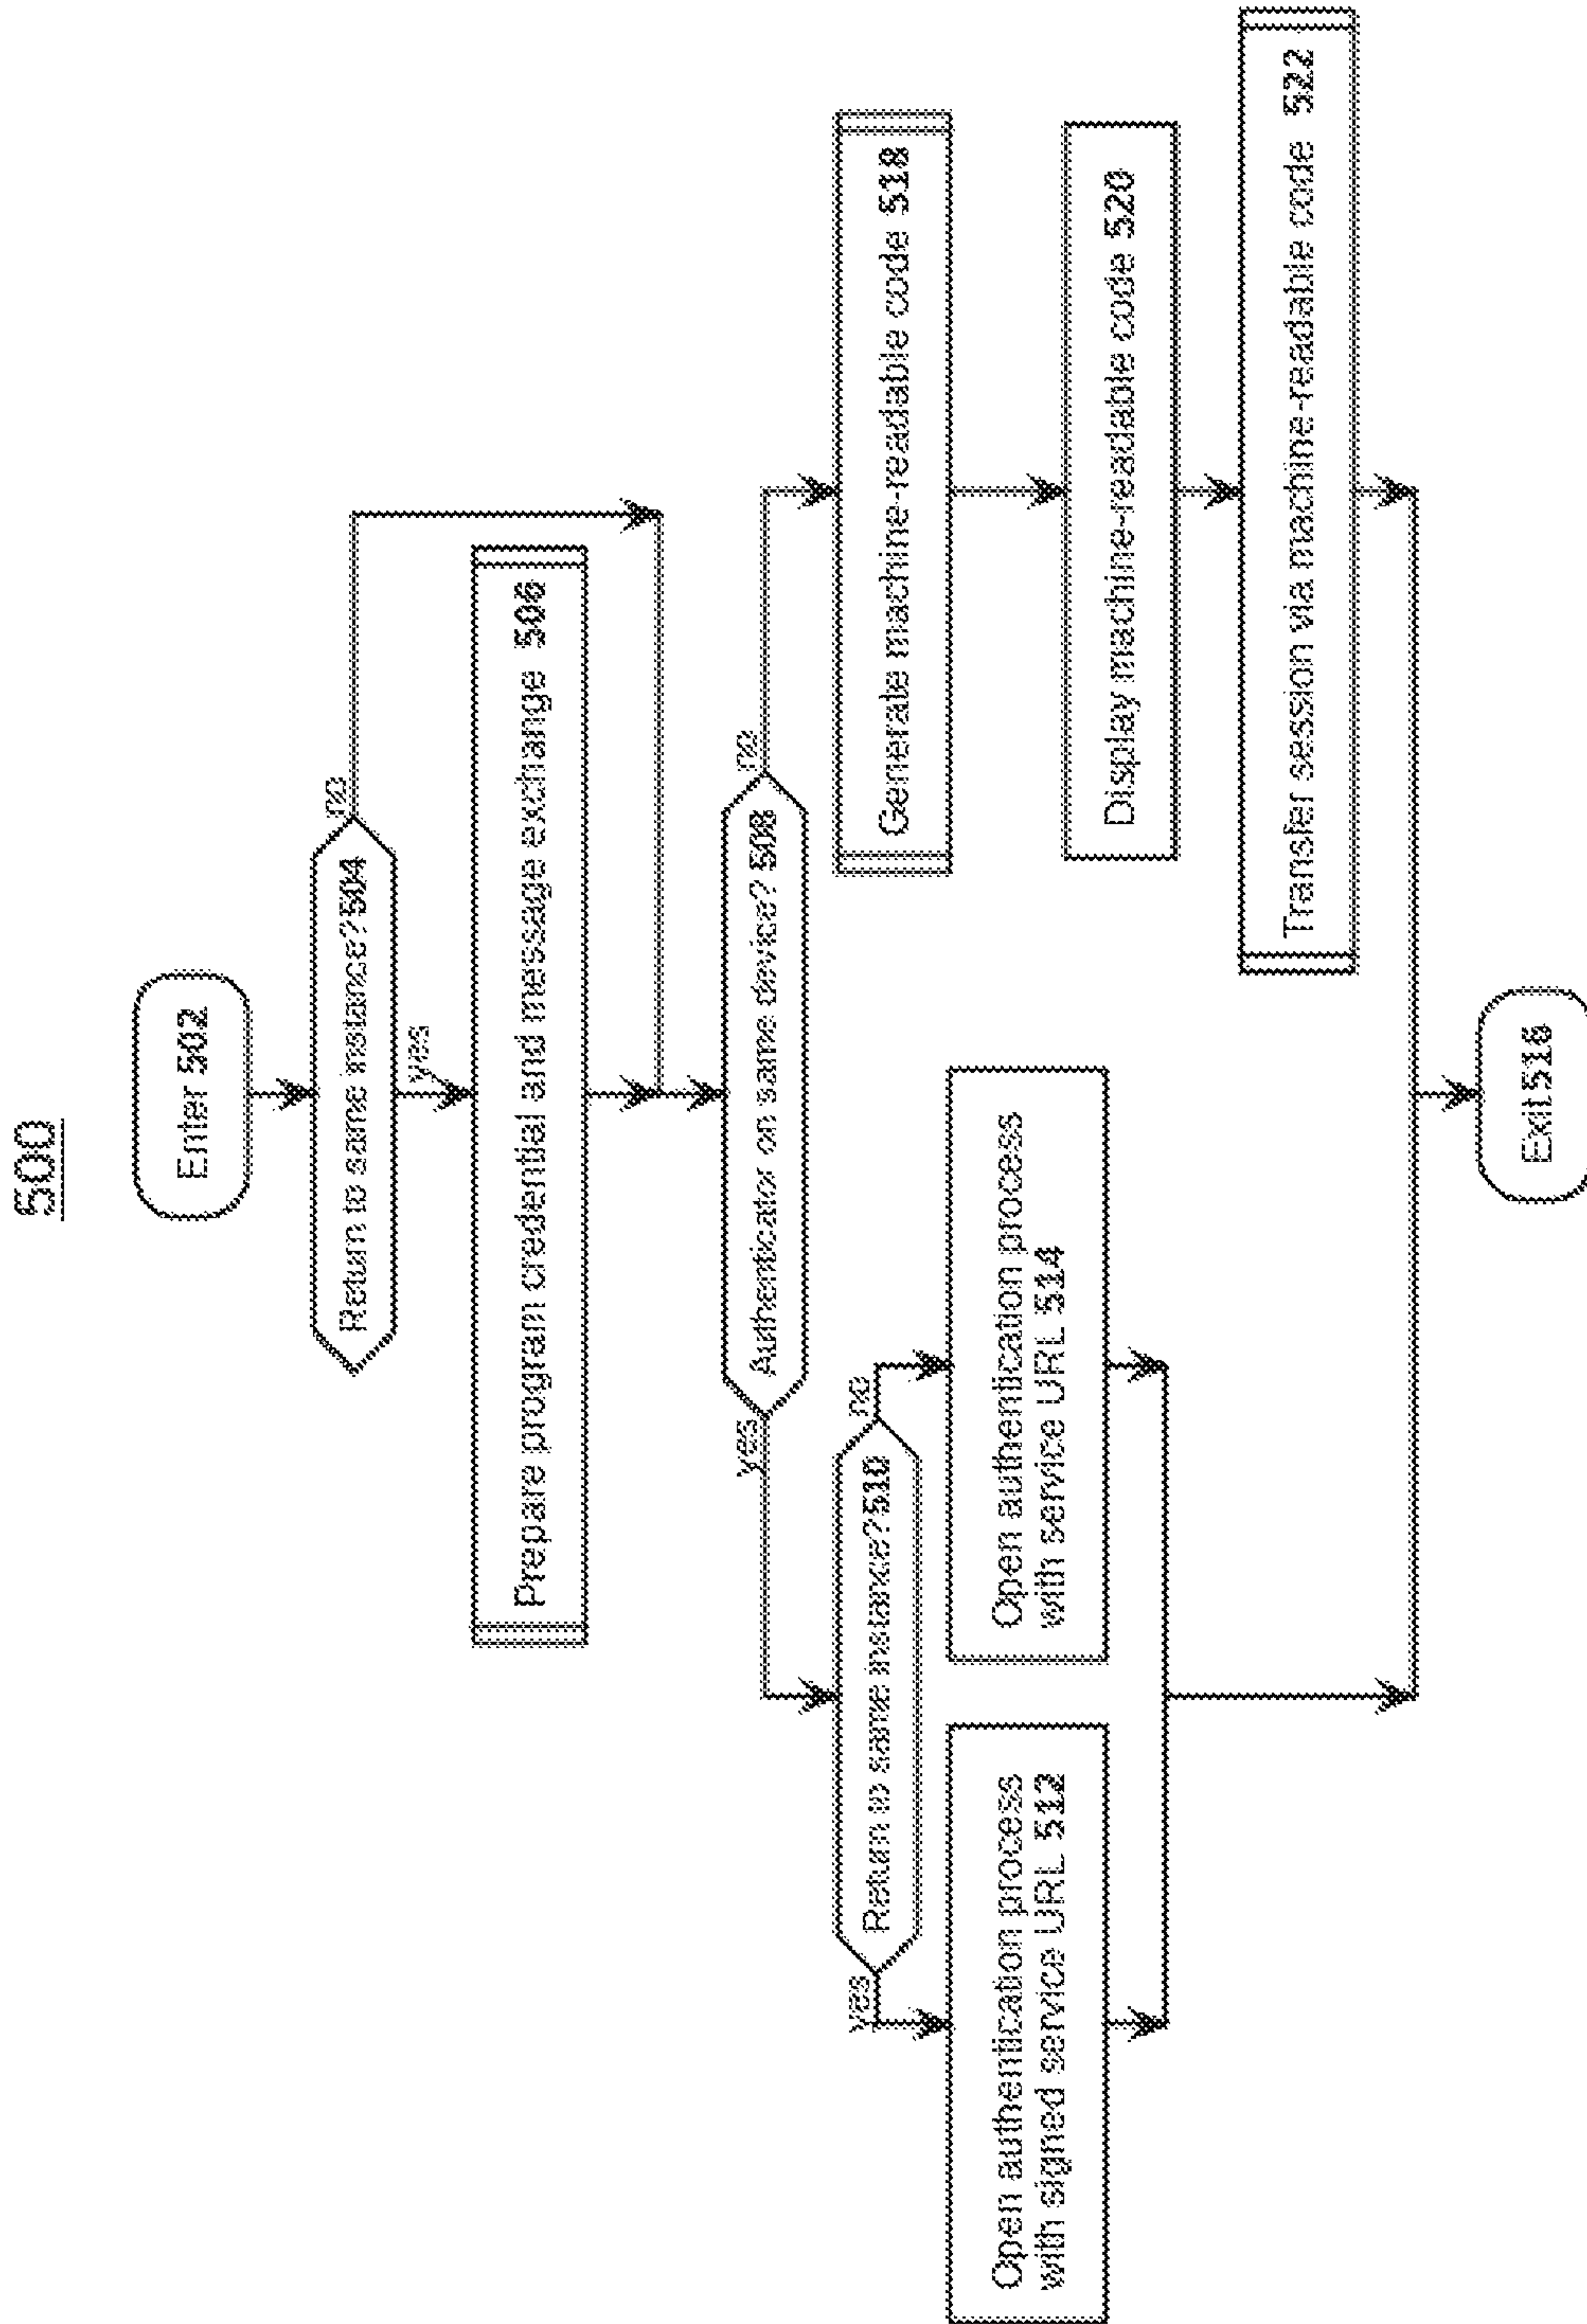 500
Enter 502
Return to same instance? 504
no
yes
Prepare program credential and message exchange 506
Authenticator on same device? 508
yes
no
Return to same instance? 510
yes
no
Open authentication process
with signed service URL 512
Open authentication process
with service URL 514
Generate machine-readable code 518
Display machine-readable code 520
Transfer session via machine-readable code 522
Exit 516